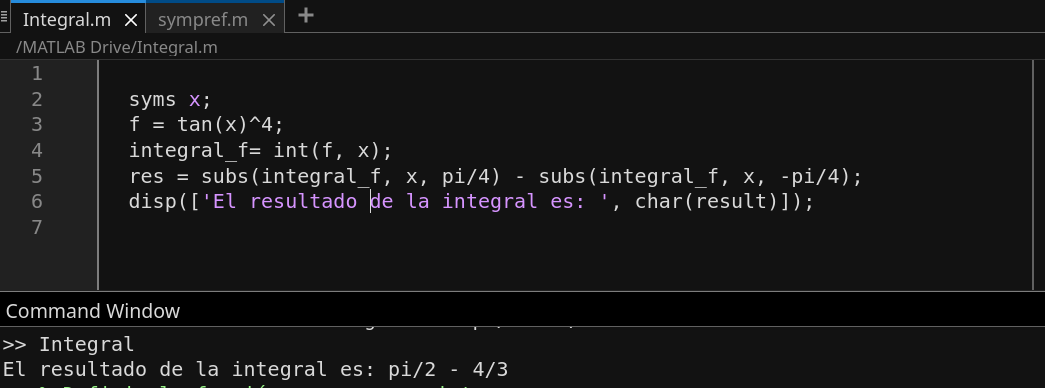 Integral.m × sympref.m × +
/MATLAB Drive/Integral.m
1
2 syms x;
3 f = tan(x)^4;
4 integral_f= int(f, x);
5 res = subs(integral_f, x, pi/4) - subs(integral_f, x, -pi/4);
6 disp(['El resultado de la integral es: ', char(result)]);
7
Command Window
>> Integral
El resultado de la integral es: pi/2 - 4/3